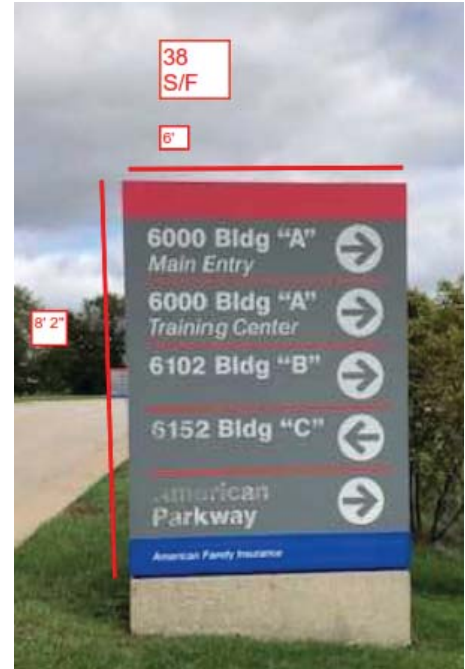 38
S/F
6'
8' 2"
6000 Bldg “A”
Main Entry
6000 Bldg “A”
Training Center
6102 Bldg “B”
6152 Bldg “C”
American
Parkway
American Family Insurance